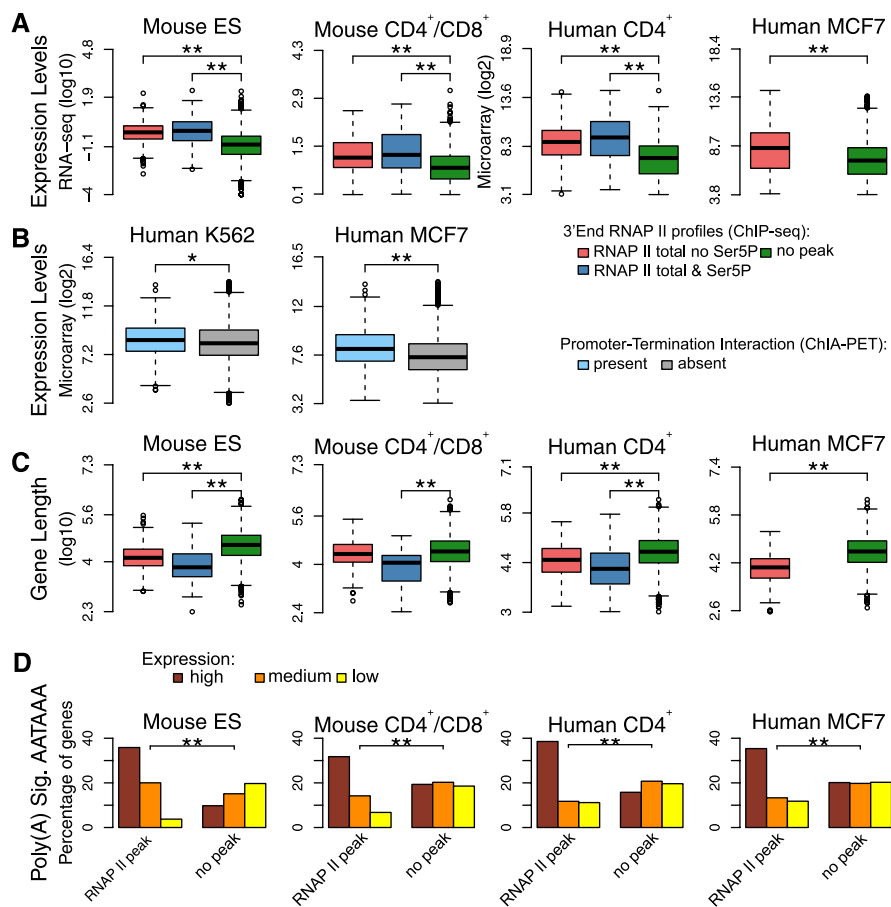 A
Mouse ES
Mouse CD4+/CD8+
Human CD4+
Human MCF7
Expression Levels
RNA−seq (log10)
4.8
1.9
−1.1
−4
**
**
4.3
2.9
1.5
0.1
**
**
Microarray (log2)
18.9
13.6
8.3
3.1
**
**
18.4
13.6
8.7
3.8
**
B
Human K562
Human MCF7
Expression Levels
Microarray (log2)
16.4
11.8
7.2
2.6
*
16.5
12
7.6
3.2
**
3'End RNAP II profiles (ChIP-seq):
RNAP II total no Ser5P
no peak
RNAP II total & Ser5P
Promoter-Termination Interaction (ChIA-PET):
present
absent
C
Mouse ES
Mouse CD4+/CD8+
Human CD4+
Human MCF7
Gene Length
(log10)
7.3
5.6
4
2.3
**
**
7.3
5.6
4
2.4
**
7.1
5.8
4.4
3
**
**
7.4
5.8
4.2
2.6
**
D
Expression:
high
medium
low
Mouse ES
Mouse CD4+/CD8+
Human CD4+
Human MCF7
Poly(A) Sig. AATAAA
Percentage of genes
40
20
0
**
RNAP II peak
no peak
40
20
0
**
RNAP II peak
no peak
40
20
0
**
RNAP II peak
no peak
40
20
0
**
RNAP II peak
no peak